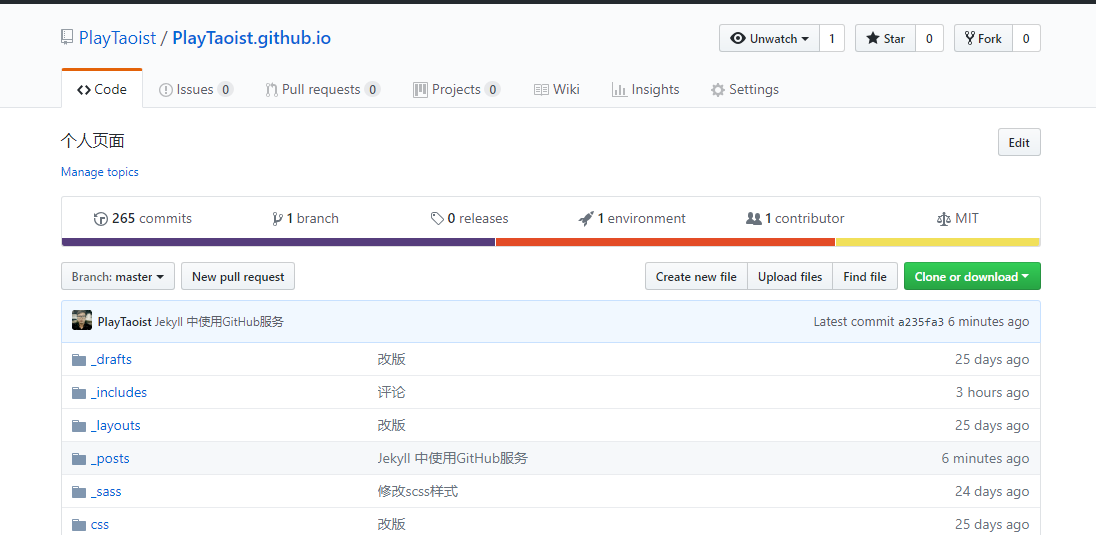 PlayTaoist / PlayTaoist.github.io
Unwatch 1 Star 0 Fork 0
Code Issues 0 Pull requests 0 Projects 0 Wiki Insights Settings
个人页面 Edit
Manage topics
265 commits 1 branch 0 releases 1 environment 1 contributor MIT
Branch: master New pull request Create new file Upload files Find file Clone or download
PlayTaoist Jekyll 中使用GitHub服务 Latest commit a235fa3 6 minutes ago
_drafts 改版 25 days ago
_includes 评论 3 hours ago
_layouts 改版 25 days ago
_posts Jekyll 中使用GitHub服务 6 minutes ago
_sass 修改scss样式 24 days ago
css 改版 25 days ago